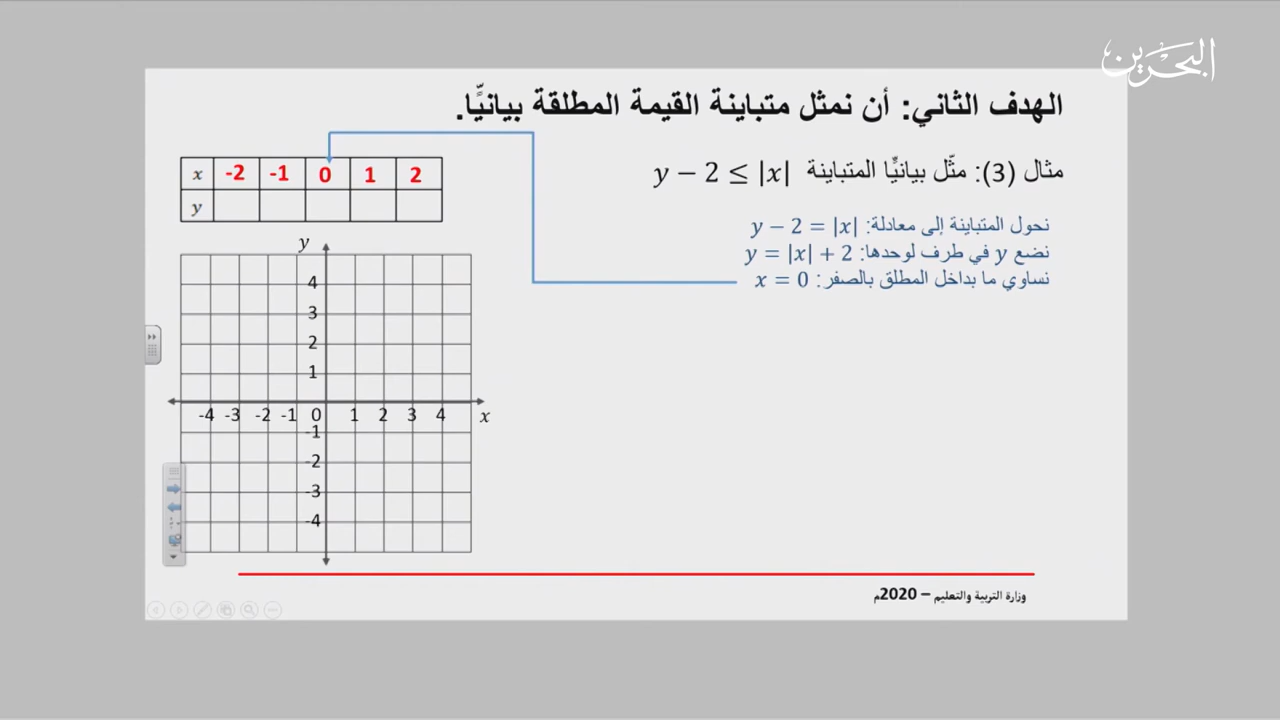 البحرين
الهدف الثاني: أن نمثل متباينة القيمة المطلقة بيانيًّا.
مثال (3): مثّل بيانيًّا المتباينة y − 2 ≤ |x|
نحول المتباينة إلى معادلة: y − 2 = |x|
نضع y في طرف لوحدها: y = |x| + 2
نساوي ما بداخل المطلق بالصفر: x = 0
x -2 -1 0 1 2
y
y
4
3
2
1
-4 -3 -2 -1 0 1 2 3 4 x
-1
-2
-3
-4
وزارة التربية والتعليم – 2020م